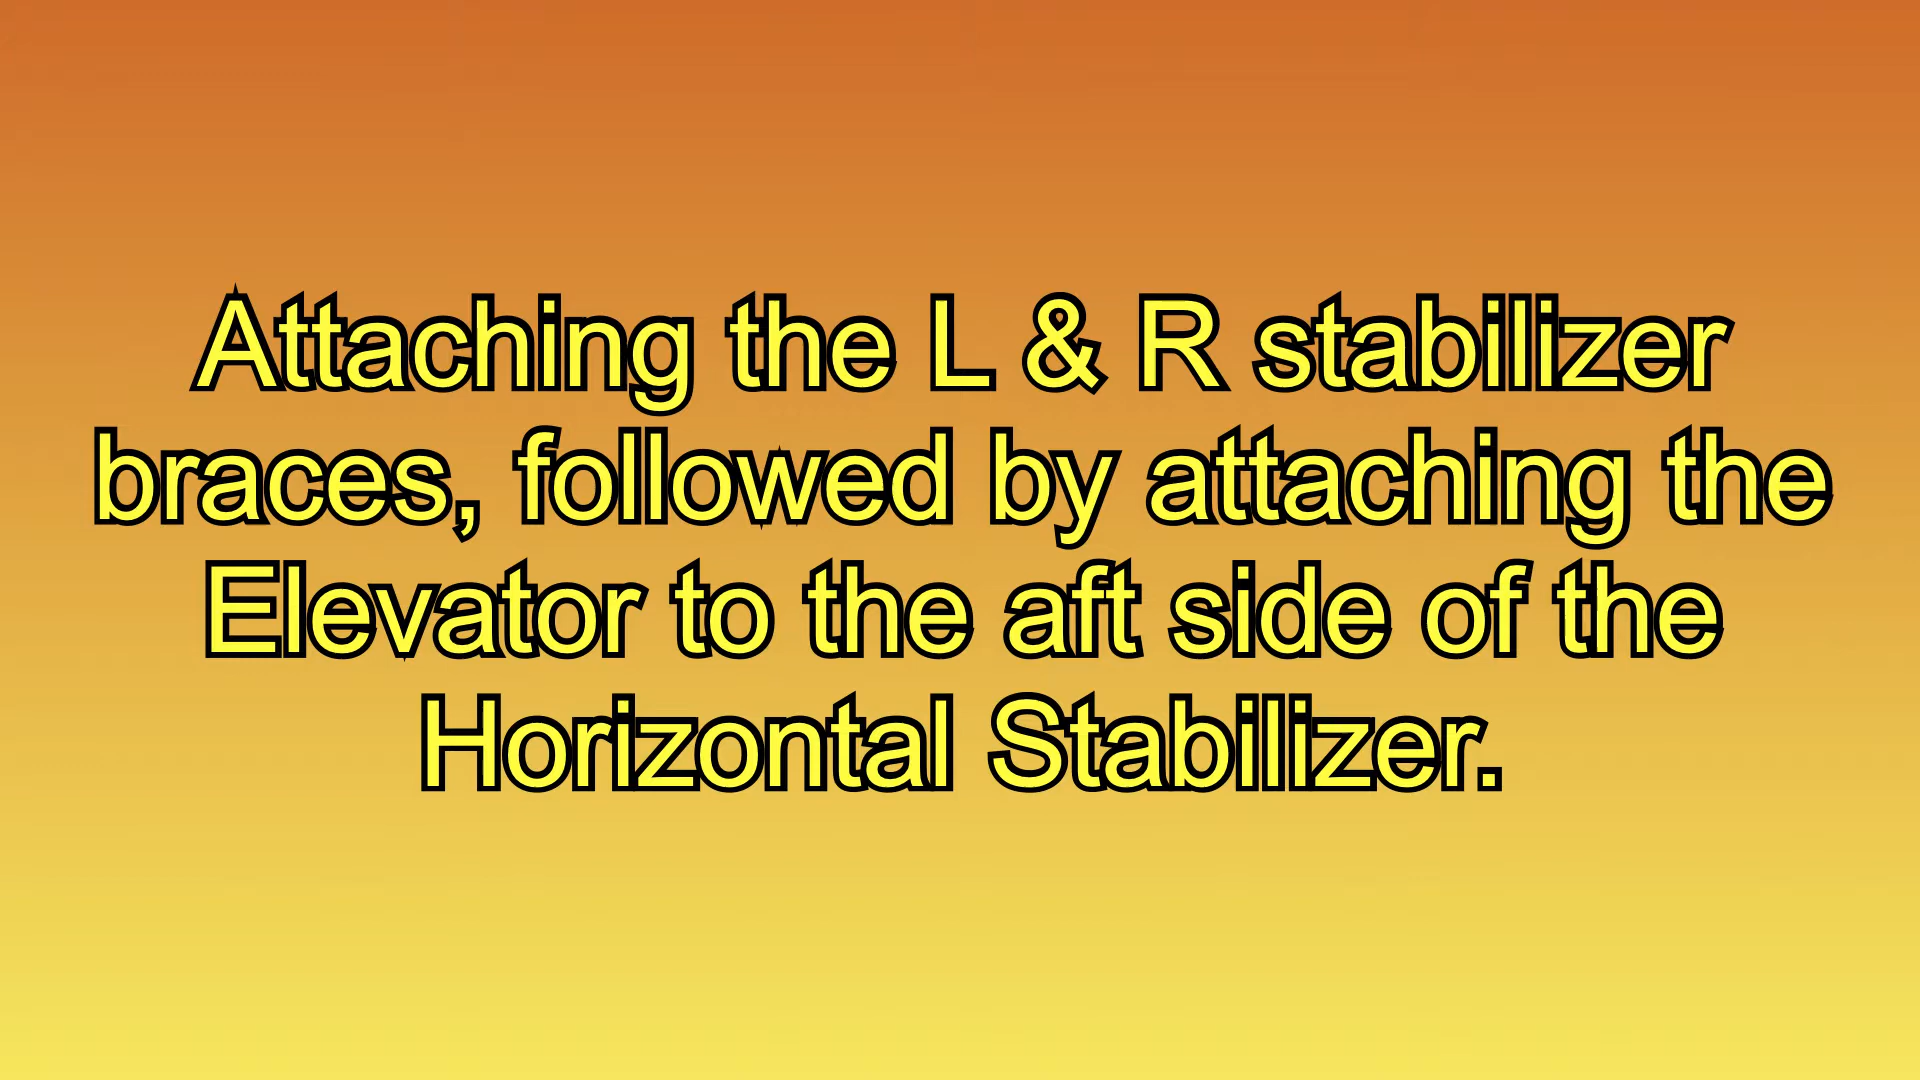 Attaching the L & R stabilizer
braces, followed by attaching the
Elevator to the aft side of the
Horizontal Stabilizer.